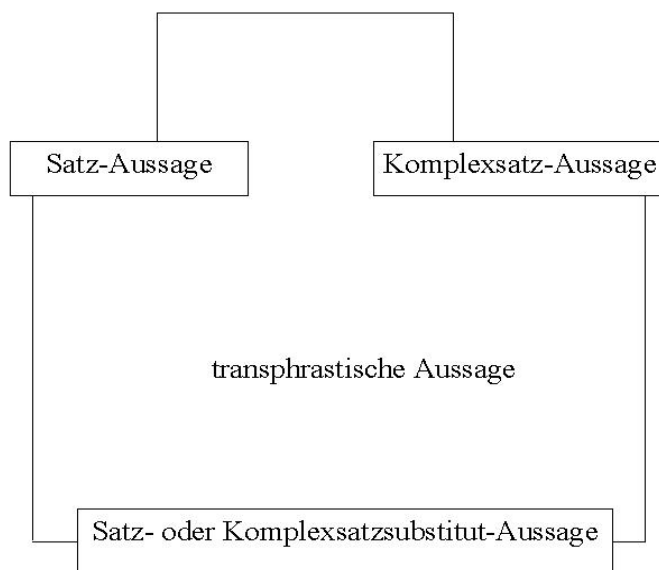 Satz-Aussage
Komplexsatz-Aussage
transphrastische Aussage
Satz- oder Komplexsatzsubstitut-Aussage